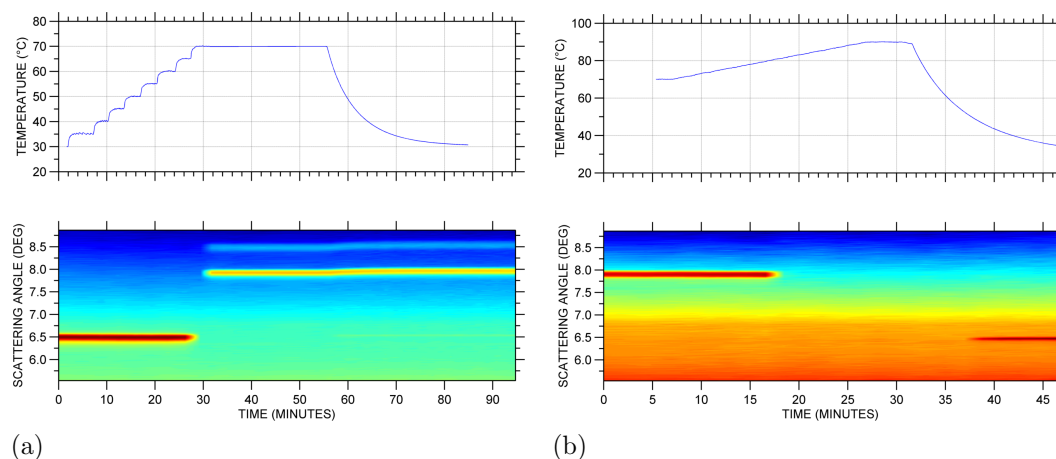 TEMPERATURE (°C)
80
70
60
50
40
30
20
SCATTERING ANGLE (DEG)
8.5
8.0
7.5
7.0
6.5
6.0
0 10 20 30 40 50 60 70 80 90
TIME (MINUTES)
(a)
TEMPERATURE (°C)
100
80
60
40
20
SCATTERING ANGLE (DEG)
8.5
8.0
7.5
7.0
6.5
6.0
0 5 10 15 20 25 30 35 40 45
TIME (MINUTES)
(b)